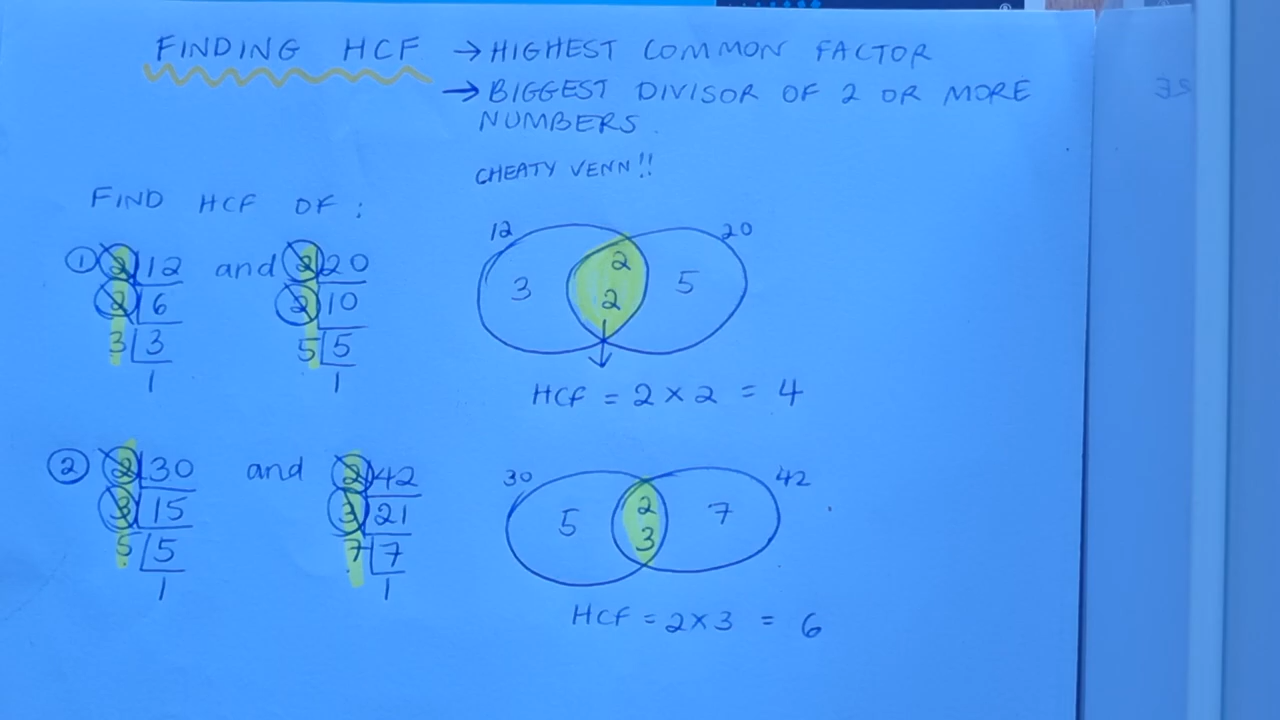 FINDING HCF → HIGHEST COMMON FACTOR
→ BIGGEST DIVISOR OF 2 OR MORE
NUMBERS.
CHEATY VENN!!
FIND HCF OF:
① 2 12 and 2 20
2 6 2 10
3 3 5 5
1 1
12 20
3 2 2 5
HCF = 2 × 2 = 4
② 2 30 and 2 42
3 15 3 21
5 5 7 7
1 1
30 42
5 2 3 7
HCF = 2 × 3 = 6